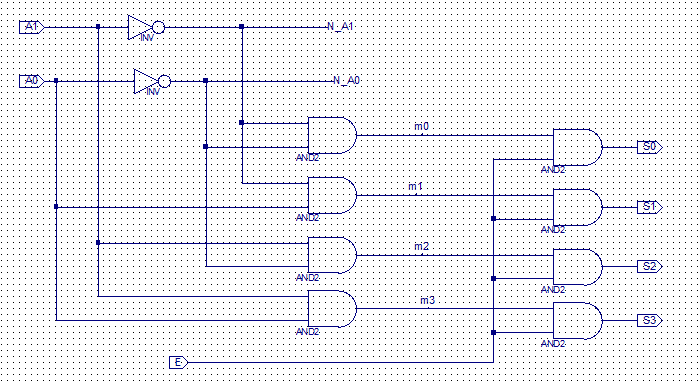 A1
INV
N_A1
A0
INV
N_A0
m0
AND2
AND2
S0
m1
AND2
AND2
S1
m2
AND2
AND2
S2
m3
AND2
AND2
S3
E